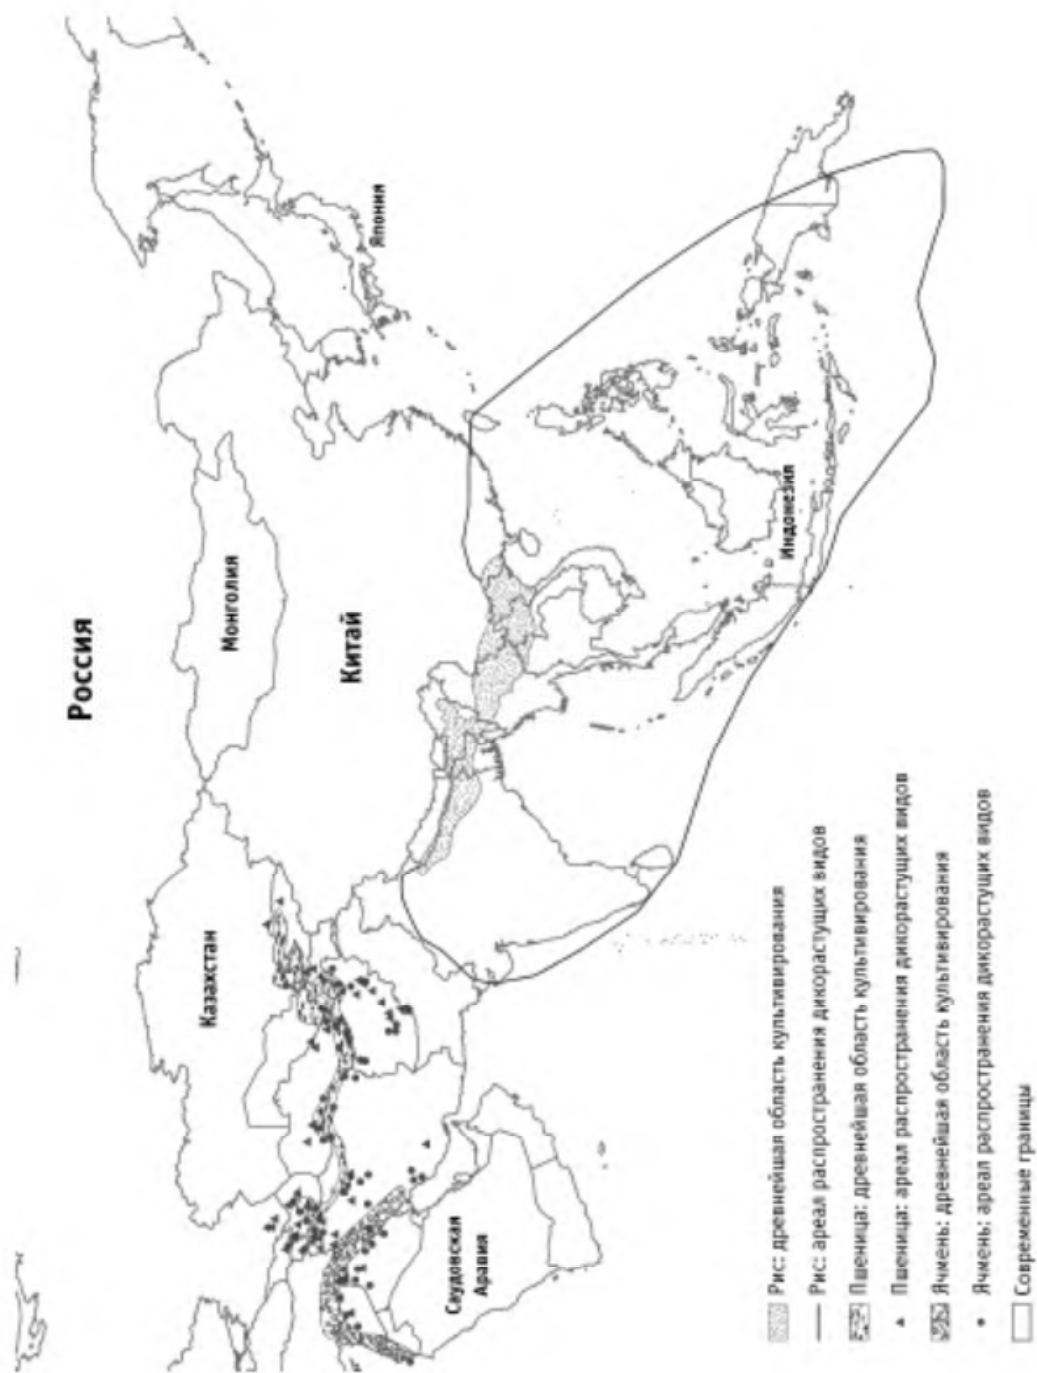 Россия
Казахстан
Монголия
Китай
Япония
Саудовская
Аравия
Индонезия
Рис: древнейшая область культивирования
Рис: ареал распространения дикорастущих видов
Пшеница: древнейшая область культивирования
Пшеница: ареал распространения дикорастущих видов
Ячмень: древнейшая область культивирования
Ячмень: ареал распространения дикорастущих видов
Современные границы